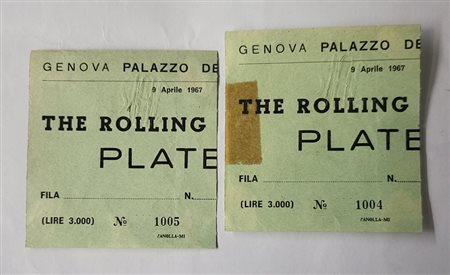 GENOVA PALAZZO DE
9 Aprile 1967
THE ROLLING
PLATE
FILA N.
(LIRE 3.000) № 1005
ZANOLLA-MI
GENOVA PALAZZO DE
9 Aprile 1967
THE ROLLING
PLATE
FILA N.
(LIRE 3.000) № 1004
ZANOLLA-MI